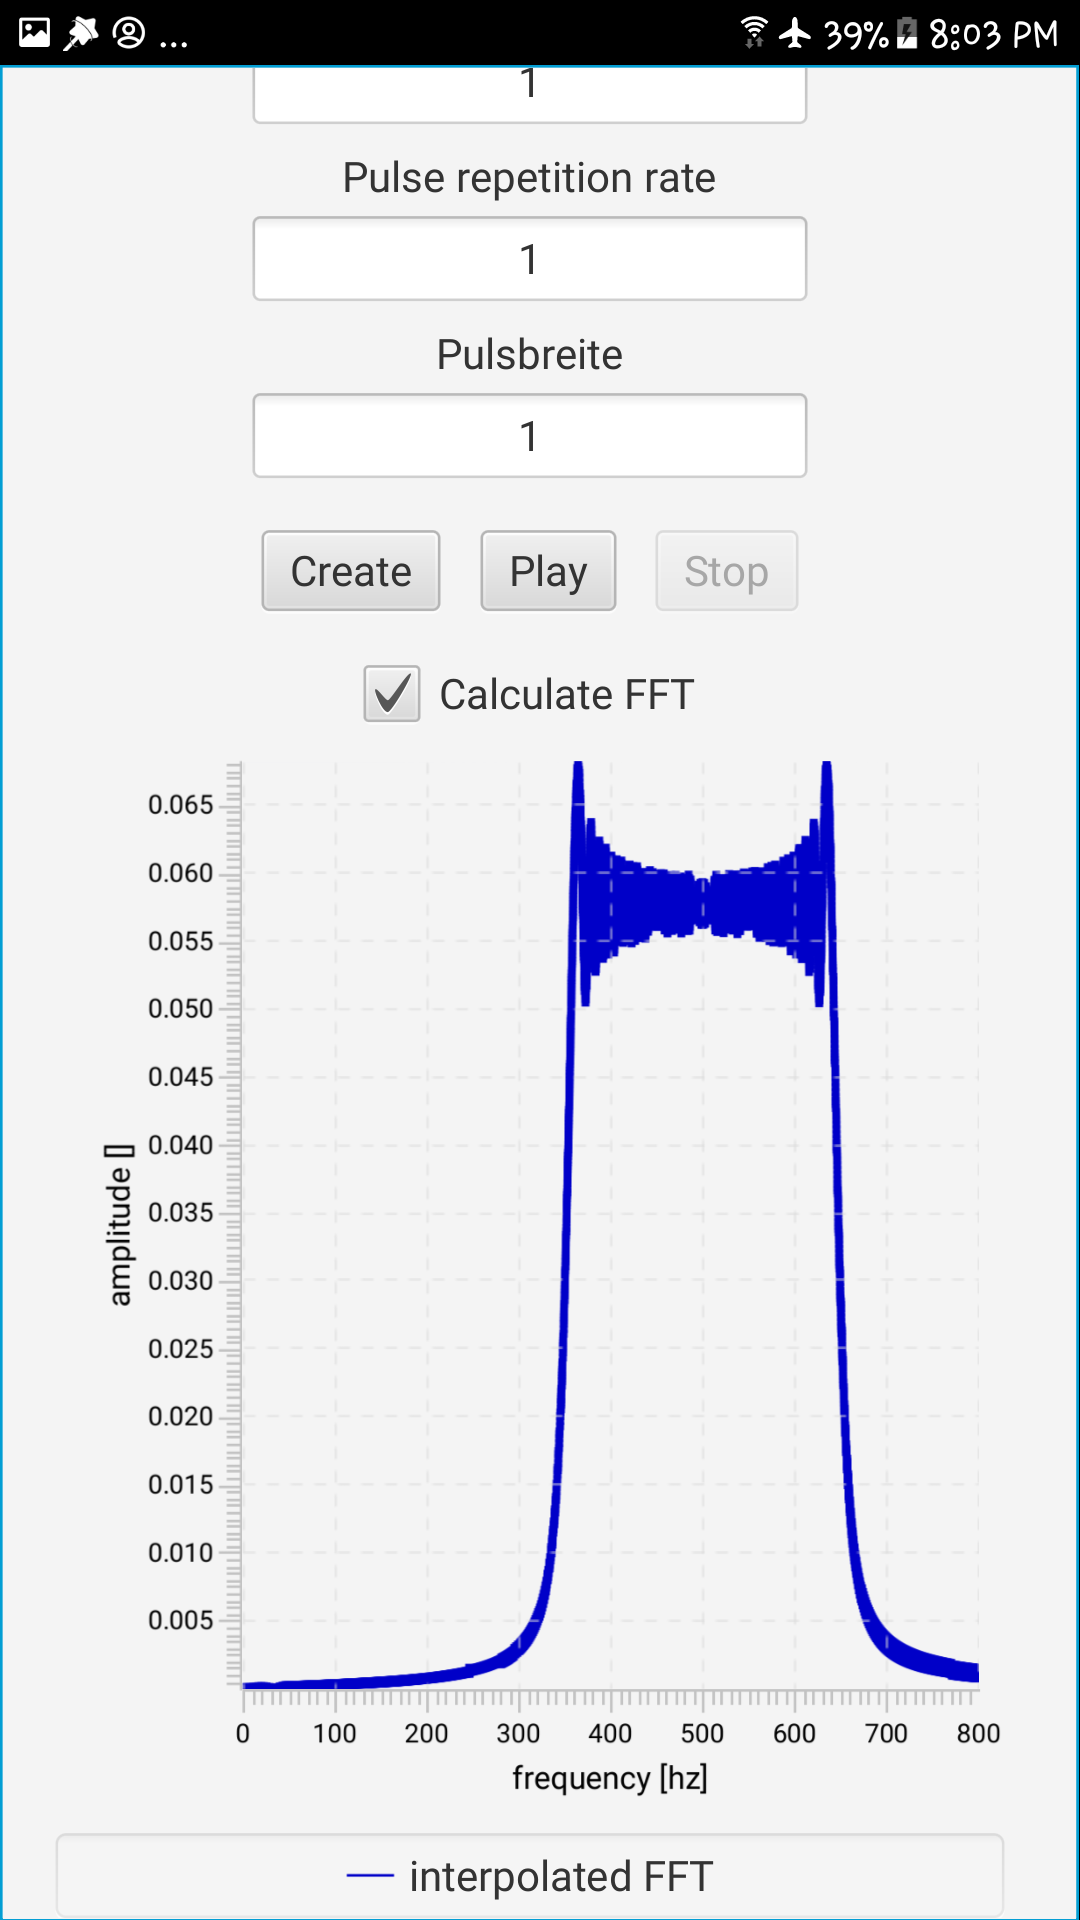 ... 39% 8:03 PM
1
Pulse repetition rate
1
Pulsbreite
1
Create Play Stop
Calculate FFT
0.065
0.060
0.055
0.050
0.045
0.040
0.035
0.030
0.025
0.020
0.015
0.010
0.005
amplitude []
0 100 200 300 400 500 600 700 800
frequency [hz]
interpolated FFT